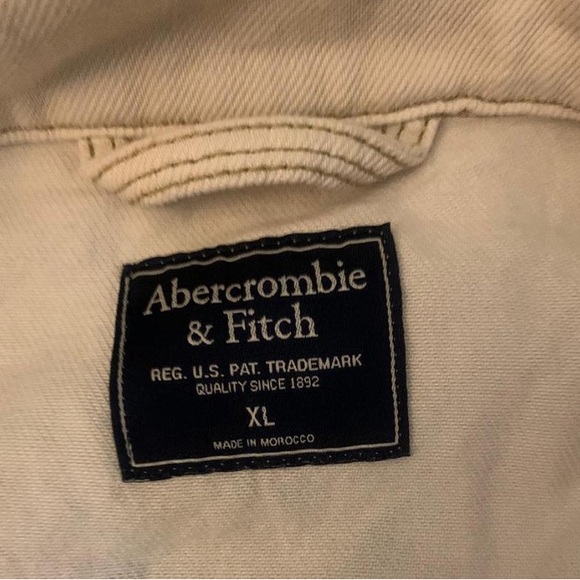 Abercrombie
& Fitch
REG. U.S. PAT. TRADEMARK
QUALITY SINCE 1892
XL
MADE IN MOROCCO